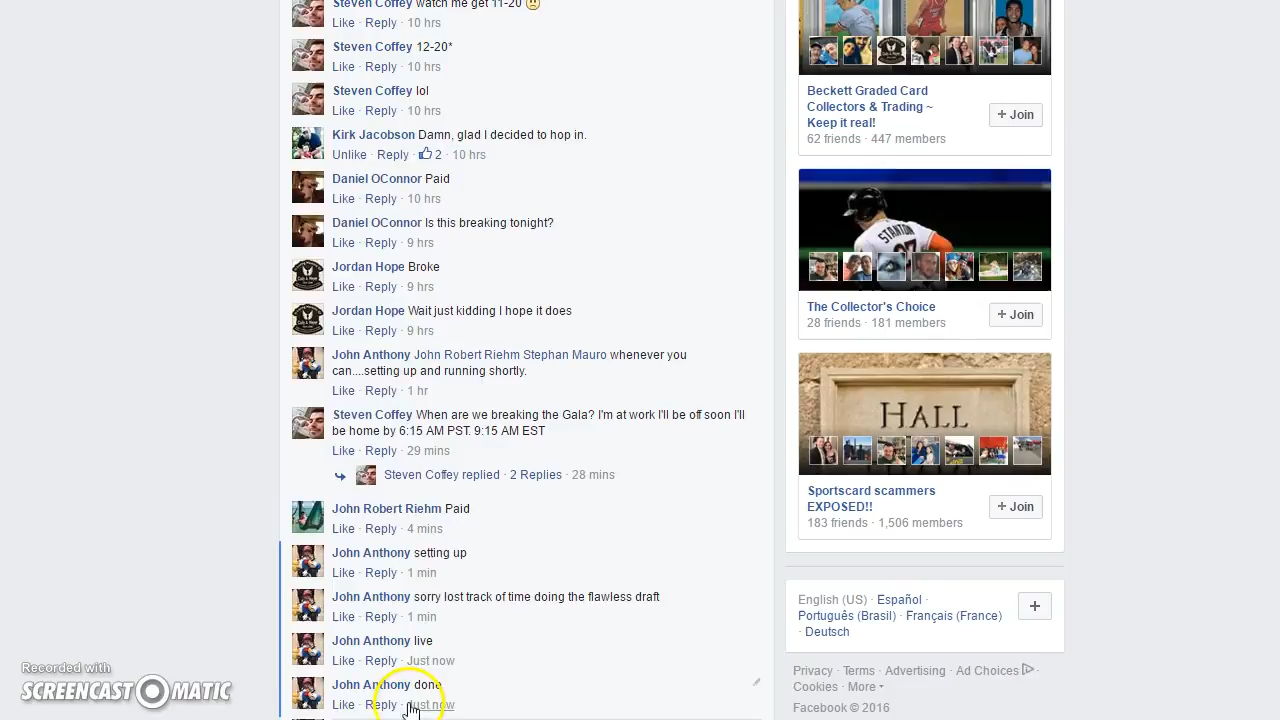 Steven Coffey watch me get 11-20
Like · Reply · 10 hrs
Steven Coffey 12-20*
Like · Reply · 10 hrs
Steven Coffey lol
Like · Reply · 10 hrs
Kirk Jacobson Damn, glad I decided to hop in.
Unlike · Reply · 2 · 10 hrs
Daniel OConnor Paid
Like · Reply · 10 hrs
Daniel OConnor Is this breaking tonight?
Like · Reply · 9 hrs
Jordan Hope Broke
Like · Reply · 9 hrs
Jordan Hope Wait just kidding I hope it does
Like · Reply · 9 hrs
John Anthony John Robert Riehm Stephan Mauro whenever you
can....setting up and running shortly.
Like · Reply · 1 hr
Steven Coffey When are we breaking the Gala? I'm at work I'll be off soon I'll
be home by 6:15 AM PST. 9:15 AM EST
Like · Reply · 29 mins
Steven Coffey replied · 2 Replies · 28 mins
John Robert Riehm Paid
Like · Reply · 4 mins
John Anthony setting up
Like · Reply · 1 min
John Anthony sorry lost track of time doing the flawless draft
Like · Reply · 1 min
John Anthony live
Like · Reply · Just now
John Anthony done
Like · Reply · Just now
Beckett Graded Card
Collectors & Trading ~
Keep it real!
62 friends · 447 members
+ Join
STANTON
The Collector's Choice
28 friends · 181 members
+ Join
HALL
Sportscard scammers
EXPOSED!!
183 friends · 1,506 members
+ Join
English (US) · Español ·
Português (Brasil) · Français (France)
· Deutsch
+
Privacy · Terms · Advertising · Ad Choices ·
Cookies · More
Facebook © 2016
Recorded with
SCREENCAST-O-MATIC